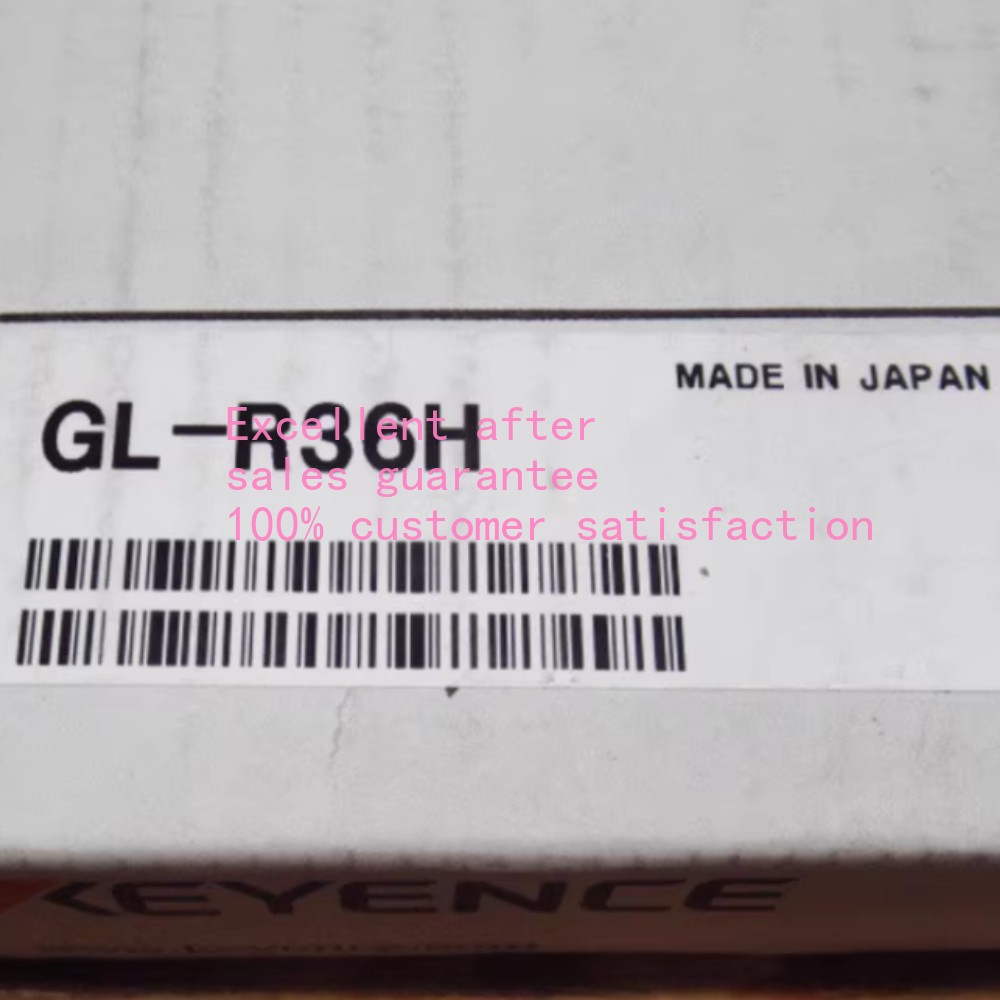 MADE IN JAPAN
GL-R36H
Excellent after
sales guarantee
100% customer satisfaction
KEYENCE